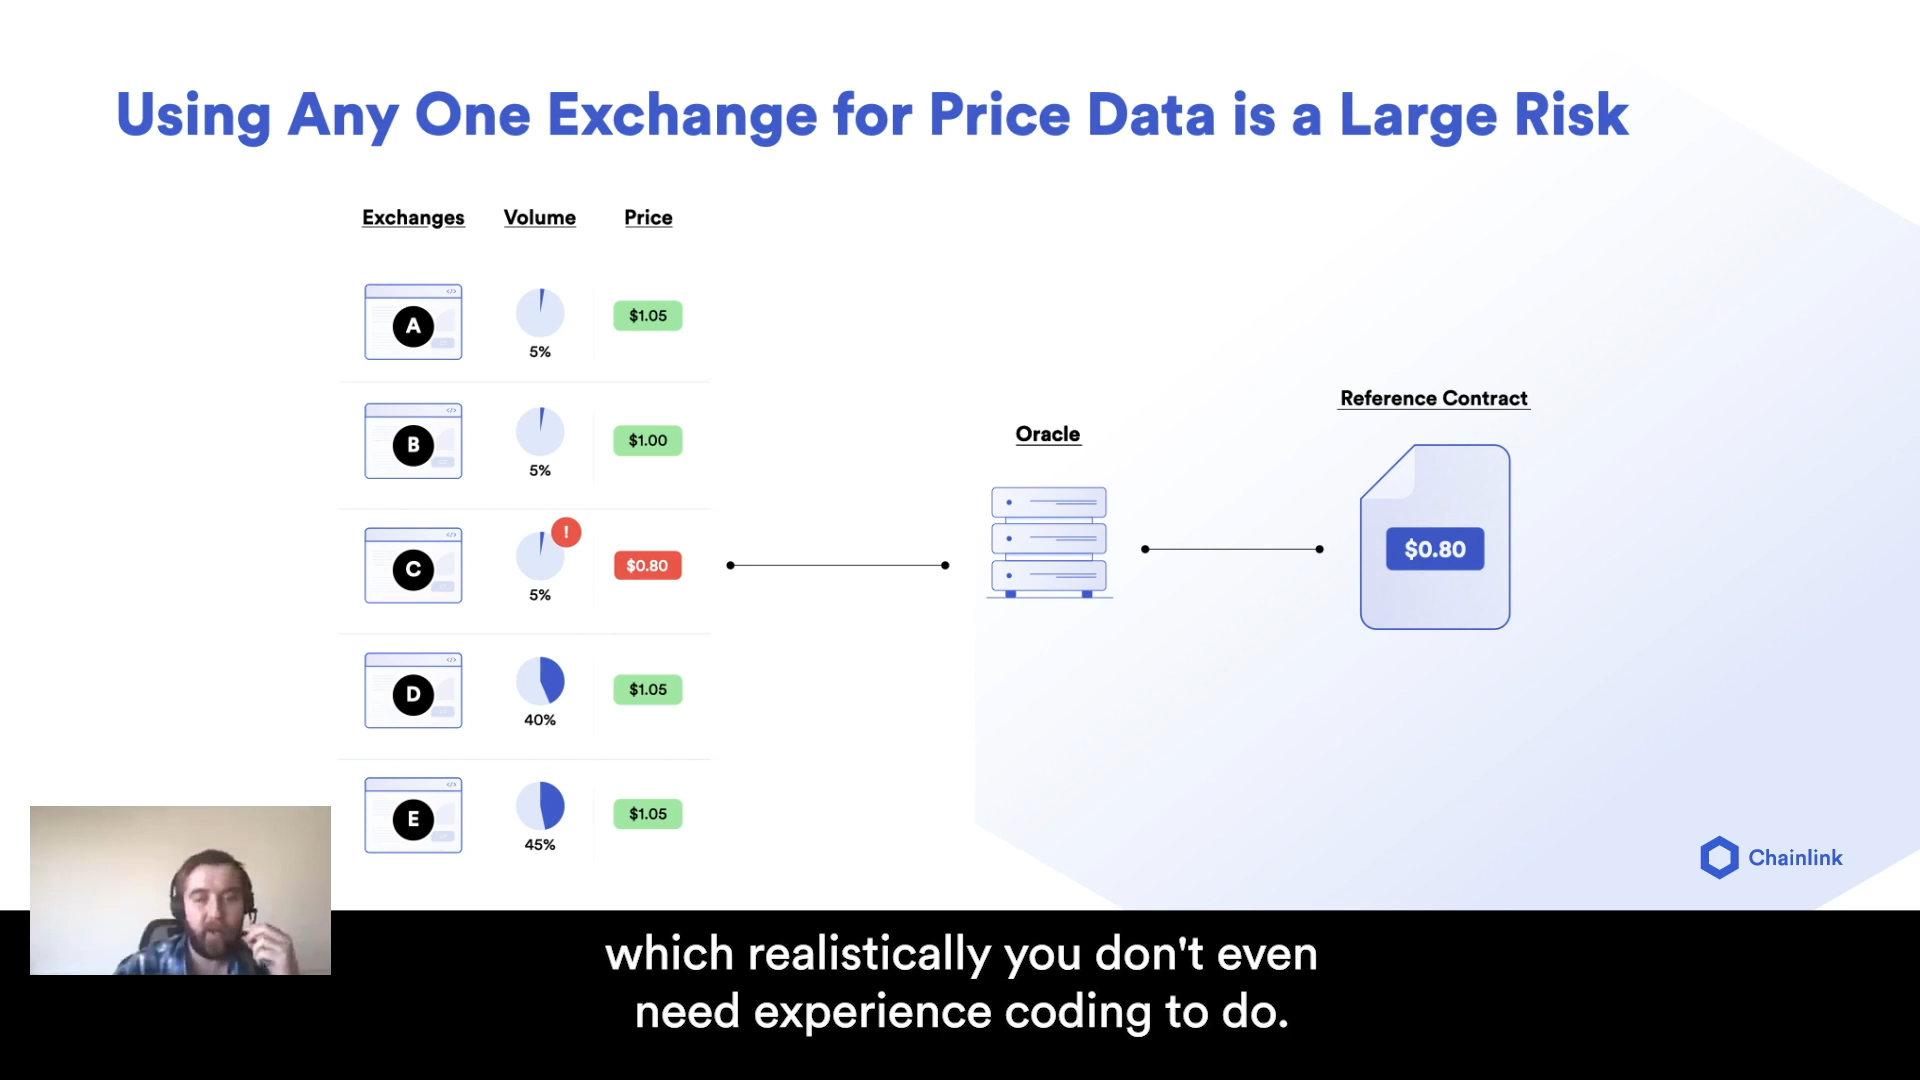 Using Any One Exchange for Price Data is a Large Risk
Exchanges Volume Price
A 5% $1.05
B 5% $1.00
C ! 5% $0.80
D 40% $1.05
E 45% $1.05
Oracle
Reference Contract
$0.80
Chainlink
which realistically you don't even
need experience coding to do.